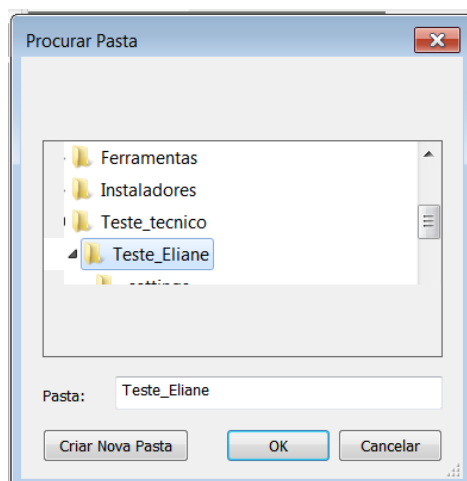 Procurar Pasta
Ferramentas
Instaladores
Teste_tecnico
Teste_Eliane
Pasta: Teste_Eliane
Criar Nova Pasta OK Cancelar